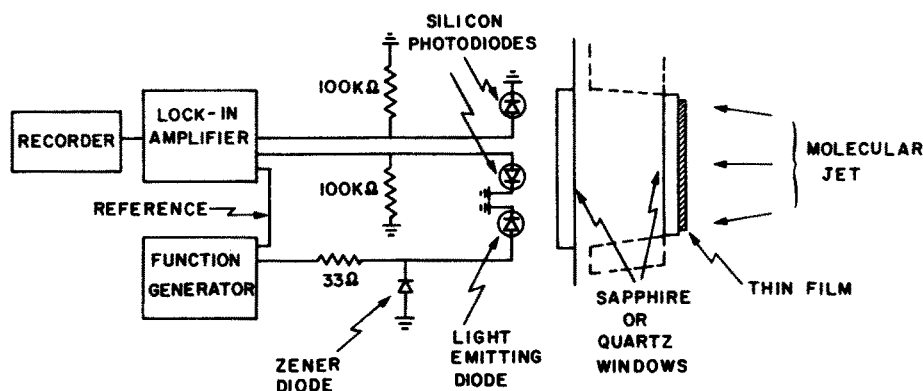 SILICON
PHOTODIODES
100KΩ
LOCK-IN
AMPLIFIER
RECORDER
MOLECULAR
JET
100KΩ
REFERENCE
FUNCTION
GENERATOR
33Ω
THIN FILM
SAPPHIRE
OR
QUARTZ
WINDOWS
LIGHT
EMITTING
DIODE
ZENER
DIODE